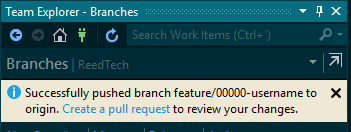 Team Explorer - Branches
Search Work Items (Ctrl+')
Branches | ReedTech
Successfully pushed branch feature/00000-username to
origin. Create a pull request to review your changes.